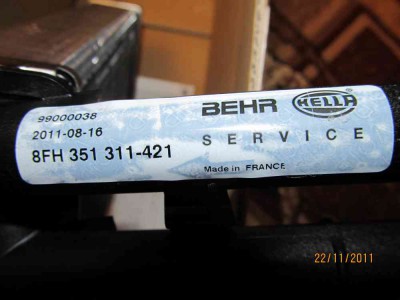 99000038
2011-08-16
8FH 351 311-421
BEHR HELLA
SERVICE
Made in FRANCE
22/11/2011